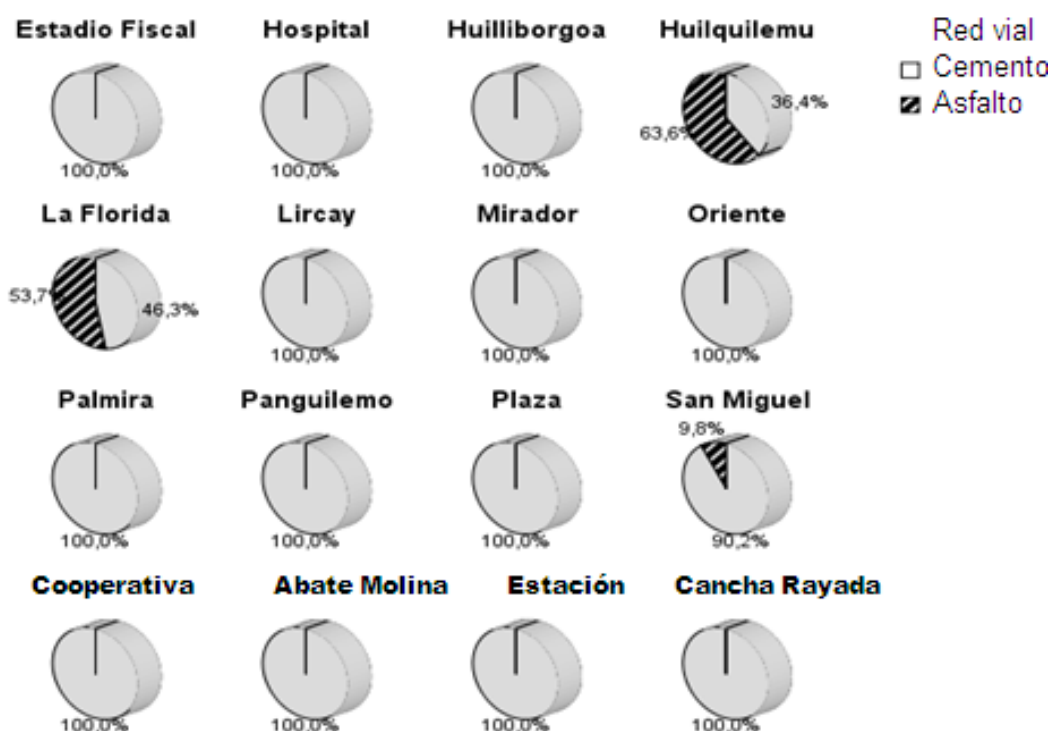 Estadio Fiscal Hospital Huilliborgoa Huilquilemu
Red vial
Cemento
Asfalto
36,4%
63,6%
100,0% 100,0% 100,0%
La Florida Lircay Mirador Oriente
53,7% 46,3%
100,0% 100,0% 100,0%
Palmira Panguilemo Plaza San Miguel
9,8%
100,0% 100,0% 100,0% 90,2%
Cooperativa Abate Molina Estación Cancha Rayada
100,0% 100,0% 100,0% 100,0%